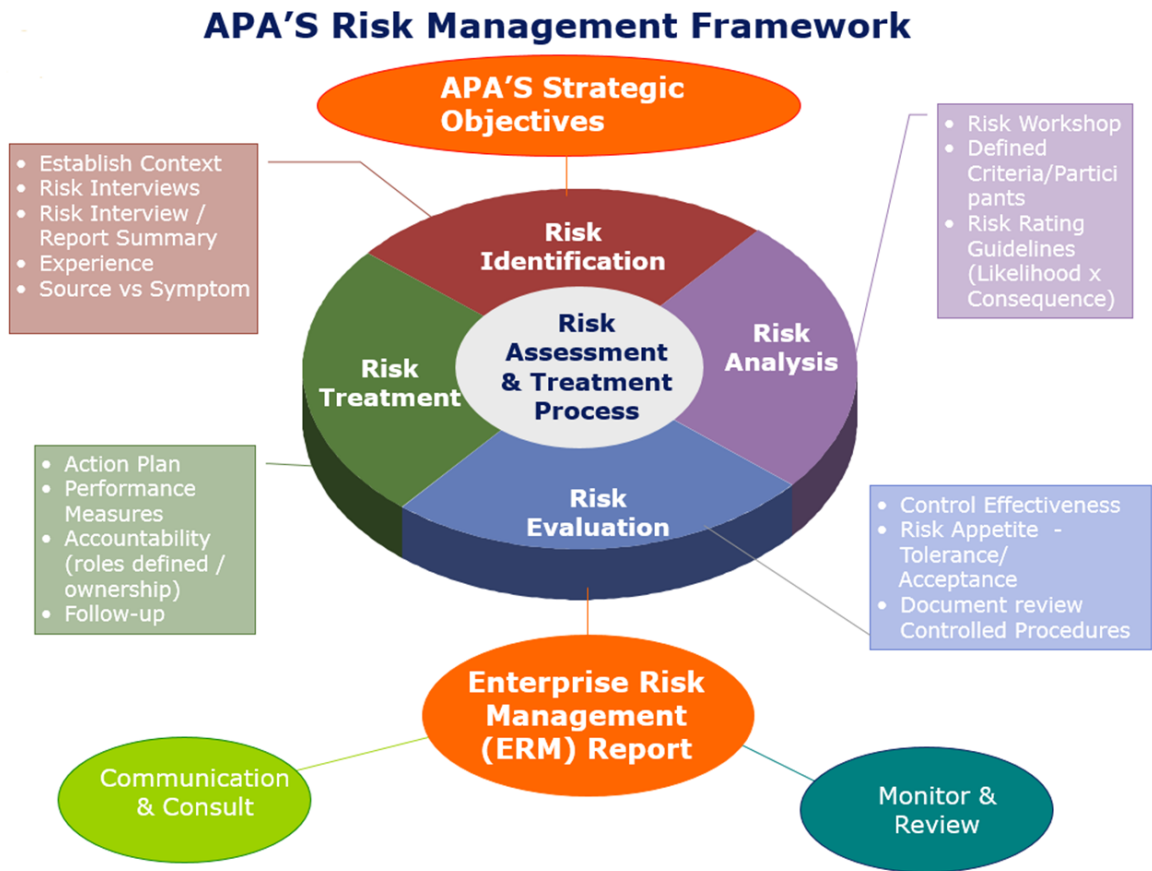 APA'S Risk Management Framework
APA'S Strategic
Objectives
• Establish Context
• Risk Interviews
• Risk Interview /
Report Summary
• Experience
• Source vs Symptom
• Risk Workshop
• Defined
Criteria/Partici
pants
• Risk Rating
Guidelines
(Likelihood x
Consequence)
Risk
Identification
Risk
Assessment
& Treatment
Process
Risk
Analysis
Risk
Treatment
Risk
Evaluation
• Action Plan
• Performance
Measures
• Accountability
(roles defined /
ownership)
• Follow-up
• Control Effectiveness
• Risk Appetite -
Tolerance/
Acceptance
• Document review
Controlled Procedures
Enterprise Risk
Management
(ERM) Report
Communication
& Consult
Monitor &
Review